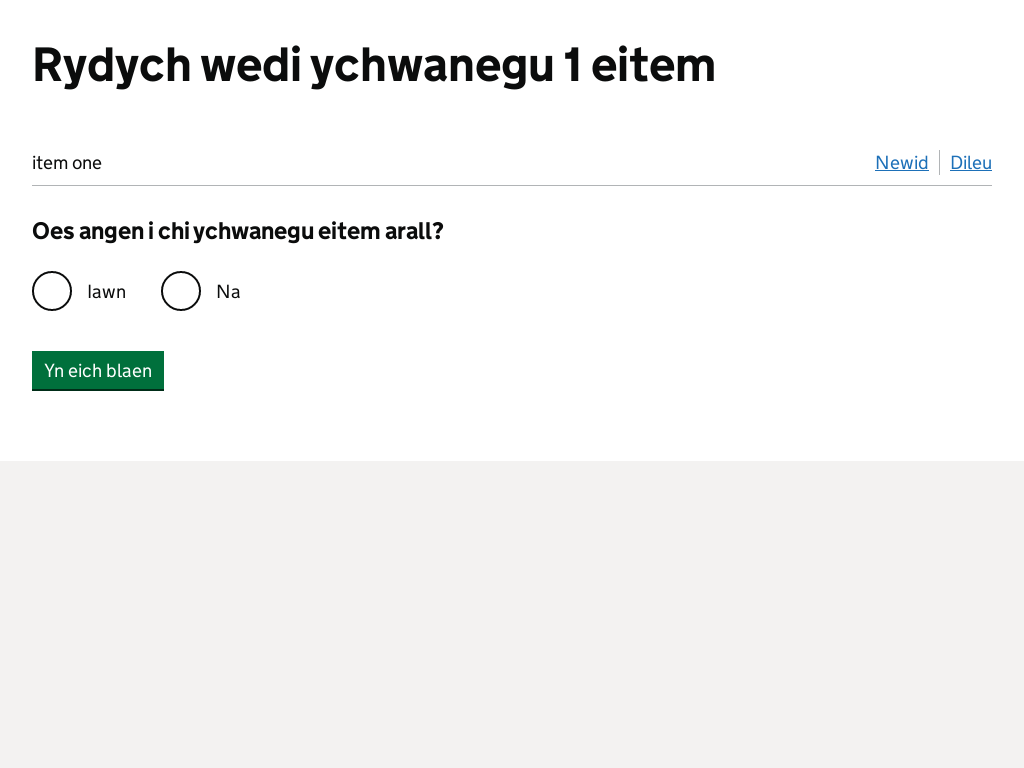 Rydych wedi ychwanegu 1 eitem
item one
Newid
Dileu
Oes angen i chi ychwanegu eitem arall?
Iawn
Na
Yn eich blaen